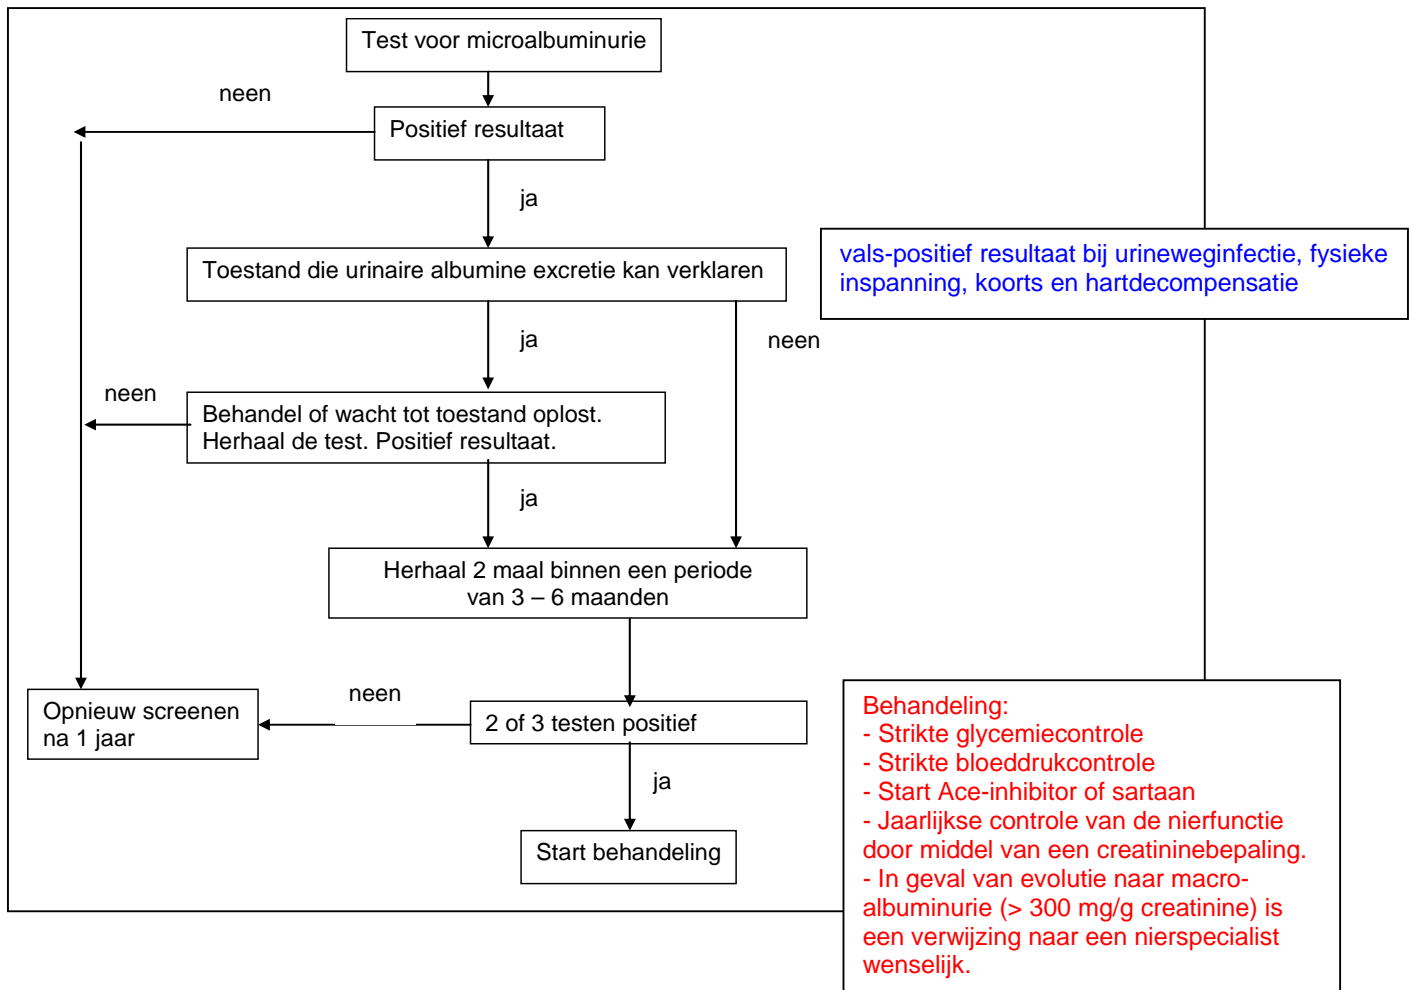 Test voor microalbuminurie
neen
Positief resultaat
ja
Toestand die urinaire albumine excretie kan verklaren
vals-positief resultaat bij urineweginfectie, fysieke
inspanning, koorts en hartdecompensatie
ja
neen
neen
Behandel of wacht tot toestand oplost.
Herhaal de test. Positief resultaat.
ja
Herhaal 2 maal binnen een periode
van 3 – 6 maanden
neen
Opnieuw screenen
na 1 jaar
2 of 3 testen positief
ja
Start behandeling
Behandeling:
- Strikte glycemiecontrole
- Strikte bloeddrukcontrole
- Start Ace-inhibitor of sartaan
- Jaarlijkse controle van de nierfunctie
door middel van een creatininebepaling.
- In geval van evolutie naar macro-
albuminurie (> 300 mg/g creatinine) is
een verwijzing naar een nierspecialist
wenselijk.